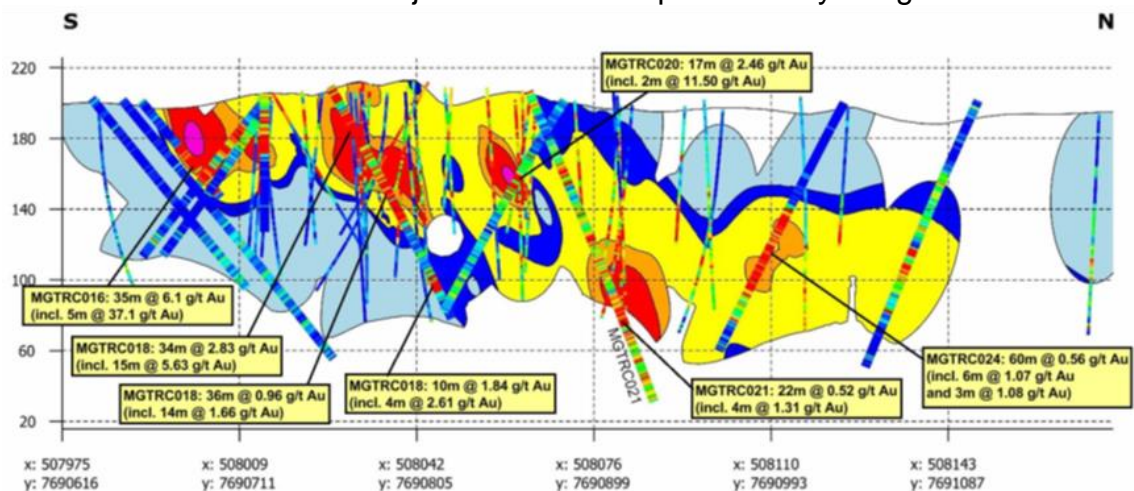 S
N
MGTRC020: 17m @ 2.46 g/t Au
(incl. 2m @ 11.50 g/t Au)
220
180
140
100
60
20
MGTRC016: 35m @ 6.1 g/t Au
(incl. 5m @ 37.1 g/t Au)
MGTRC018: 34m @ 2.83 g/t Au
(incl. 15m @ 5.63 g/t Au)
MGTRC018: 36m @ 0.96 g/t Au
(incl. 14m @ 1.66 g/t Au)
MGTRC018: 10m @ 1.84 g/t Au
(incl. 4m @ 2.61 g/t Au)
MGTRC021
MGTRC021: 22m @ 0.52 g/t Au
(incl. 4m @ 1.31 g/t Au)
MGTRC024: 60m @ 0.56 g/t Au
(incl. 6m @ 1.07 g/t Au
and 3m @ 1.08 g/t Au)
x: 507975 x: 508009 x: 508042 x: 508076 x: 508110 x: 508143
y: 7690616 y: 7690711 y: 7690805 y: 7690899 y: 7690993 y: 7691087